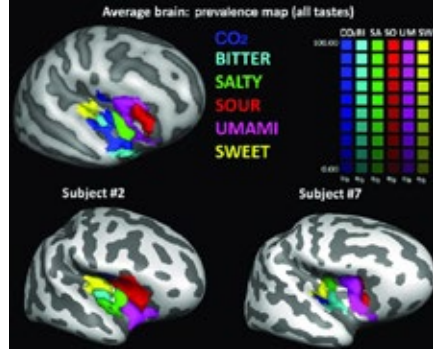 Average brain: prevalence map (all tastes)
CO₂
BITTER
SALTY
SOUR
UMAMI
SWEET
CO₂ BI SA SO UM SW
100.00
0.00
Subject #2
Subject #7